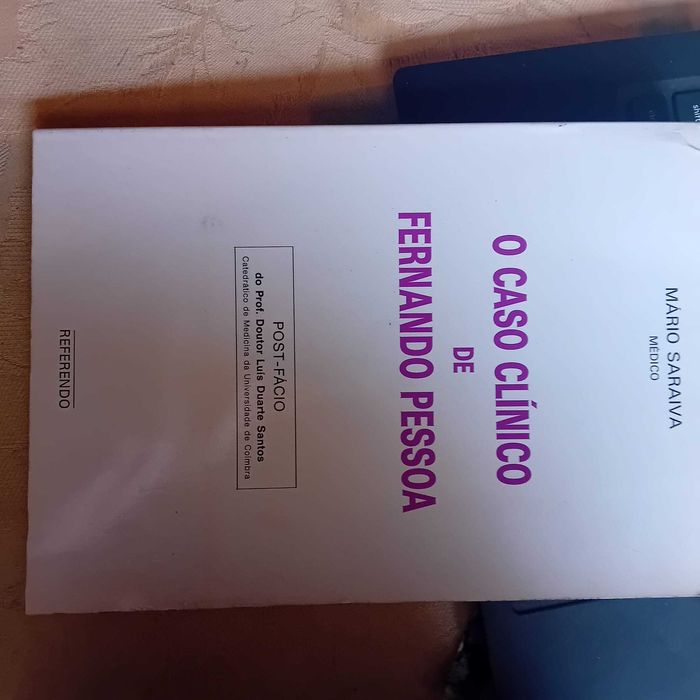 MÁRIO SARAIVA
MÉDICO
O CASO CLÍNICO
DE
FERNANDO PESSOA
POST-FÁCIO
do Prof. Doutor Luís Duarte Santos
Catedrático de Medicina da Universidade de Coimbra
REFERENDO
shift